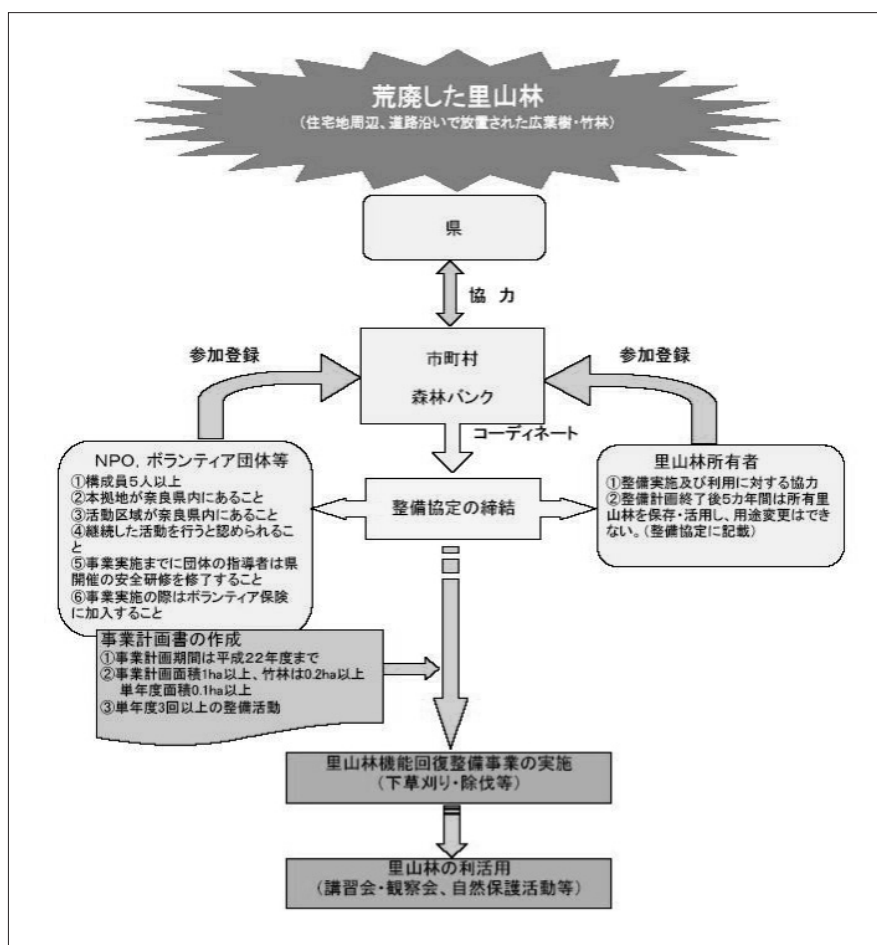 荒廃した里山林
(住宅地周辺、道路沿いで放置された広葉樹・竹林)
県
協 力
参加登録
参加登録
市町村
森林バンク
コーディネート
NPO, ボランティア団体等
①構成員5人以上
②本拠地が奈良県内にあること
③活動区域が奈良県内にあること
④継続した活動を行うと認められるこ
と
⑤事業実施までに団体の指導者は県
開催の安全研修を修了すること
⑥事業実施の際はボランティア保険
に加入すること
整備協定の締結
里山林所有者
①整備実施及び利用に対する協力
②整備計画終了後5カ年間は所有里
山林を保存・活用し、用途変更はでき
ない。(整備協定に記載)
事業計画書の作成
①事業計画期間は平成22年度まで
②事業計画面積1ha以上、竹林は0.2ha以上
単年度面積0.1ha以上
③単年度3回以上の整備活動
里山林機能回復整備事業の実施
(下草刈り・除伐等)
里山林の利活用
(講習会・観察会、自然保護活動等)